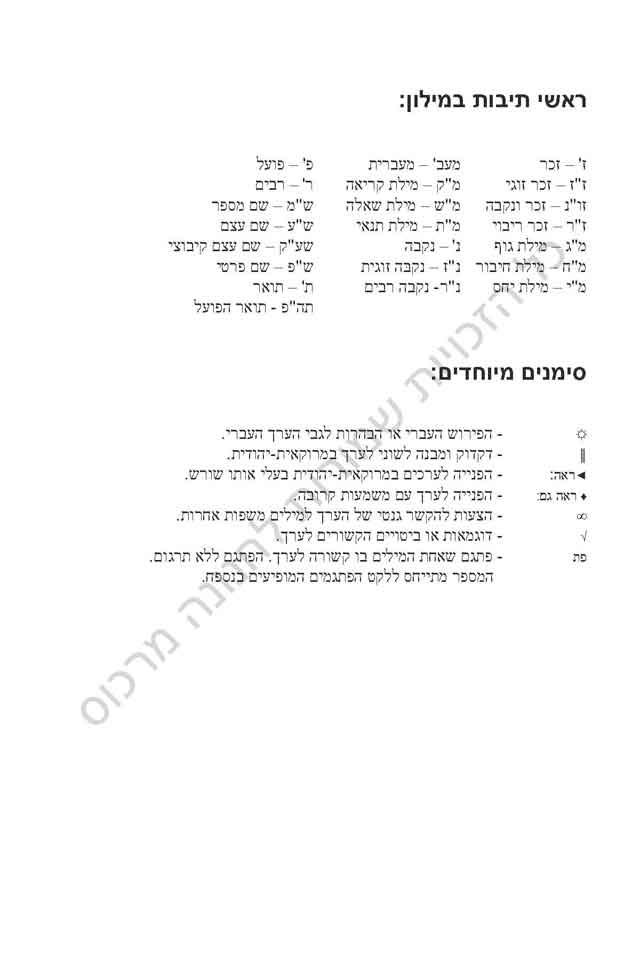 ראשי תיבות במילון:
ז' – זכר מעב' – מעברית פ' – פועל
ז"ז – זכר זוגי מ"ק – מילת קריאה ר' – רבים
זו"נ – זכר ונקבה מ"ש – מילת שאלה ש"מ – שם מספר
ז"ר – זכר ריבוי מ"ת – מילת תנאי ש"ע – שם עצם
מ"ג – מילת גוף נ' – נקבה שע"ק – שם עצם קיבוצי
מ"ח – מילת חיבור נ"ז – נקבה זוגית ש"פ – שם פרטי
מ"י – מילת יחס נ"ר- נקבה רבים ת' – תואר
תה"פ - תואר הפועל
סימנים מיוחדים:
☼ - הפירוש העברי או הבהרות לגבי הערך העברי.
‖ - דקדוק ומבנה לשוני לערך במרוקאית-יהודית.
◄ראה: - הפנייה לערכים במרוקאית-יהודית בעלי אותו שורש.
♦ ראה גם: - הפנייה לערך עם משמעות קרובה.
∞ - הצעות להקשר גנטי של הערך למילים משפות אחרות.
√ - דוגמאות או ביטויים הקשורים לערך.
פת - פתגם שאחת המילים בו קשורה לערך. הפתגם ללא תרגום.
המספר מתייחס ללקט הפתגמים המופיעים בנספח.
כל הזכויות שמורות לחנונה מרכוס